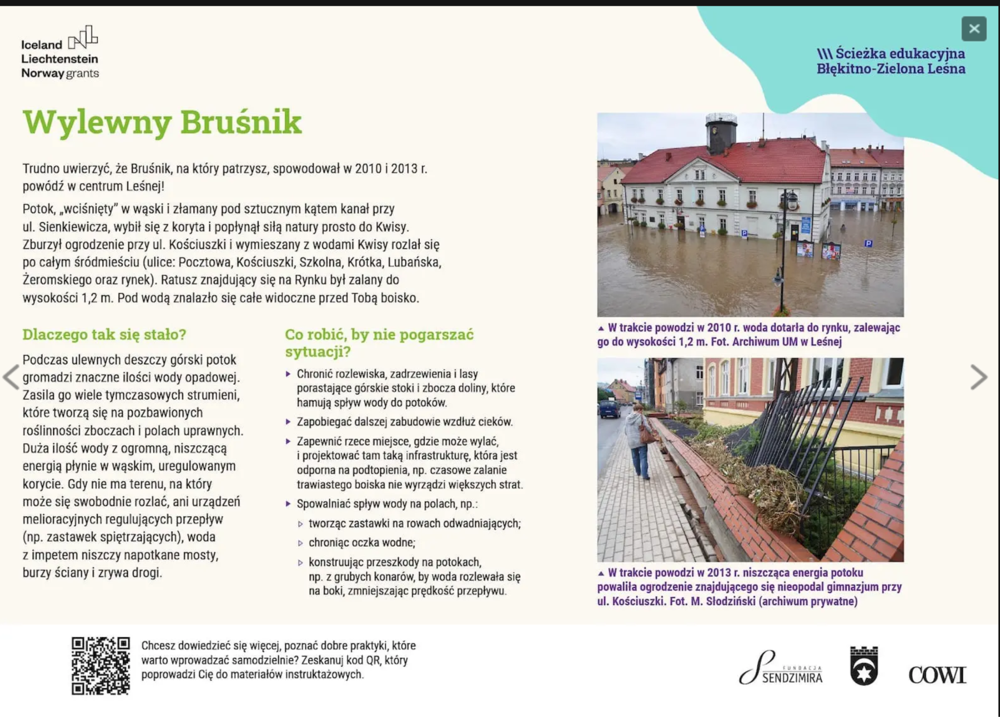 Iceland
Liechtenstein
Norway grants
\\\ Ścieżka edukacyjna
Błękitno-Zielona Leśna
Wylewny Bruśnik
Trudno uwierzyć, że Bruśnik, na który patrzysz, spowodował w 2010 i 2013 r.
powódź w centrum Leśnej!
Potok, „wciśnięty” w wąski i złamany pod sztucznym kątem kanał przy
ul. Sienkiewicza, wybił się z koryta i popłynął siłą natury prosto do Kwisy.
Zburzył ogrodzenie przy ul. Kościuszki i wymieszany z wodami Kwisy rozlał się
po całym śródmieściu (ulice: Pocztowa, Kościuszki, Szkolna, Krótka, Lubańska,
Żeromskiego oraz rynek). Ratusz znajdujący się na Rynku był zalany do
wysokości 1,2 m. Pod wodą znalazło się całe widoczne przed Tobą boisko.
Dlaczego tak się stało?
Podczas ulewnych deszczy górski potok
gromadzi znaczne ilości wody opadowej.
Zasila go wiele tymczasowych strumieni,
które tworzą się na pozbawionych
roślinności zboczach i polach uprawnych.
Duża ilość wody z ogromną, niszczącą
energią płynie w wąskim, uregulowanym
korycie. Gdy nie ma terenu, na który
może się swobodnie rozlać, ani urządzeń
melioracyjnych regulujących przepływ
(np. zastawek spiętrzających), woda
z impetem niszczy napotkane mosty,
burzy ściany i zrywa drogi.
Co robić, by nie pogarszać
sytuacji?
Chronić rozlewiska, zadrzewienia i lasy
porastające górskie stoki i zbocza doliny, które
hamują spływ wody do potoków.
Zapobiegać dalszej zabudowie wzdłuż cieków.
Zapewnić rzece miejsce, gdzie może wylać,
i projektować tam taką infrastrukturę, która jest
odporna na podtopienia, np. czasowe zalanie
trawiastego boiska nie wyrządzi większych strat.
Spowalniać spływ wody na polach, np.:
tworząc zastawki na rowach odwadniających;
chroniąc oczka wodne;
konstruując przeszkody na potokach,
np. z grubych konarów, by woda rozlewała się
na boki, zmniejszając prędkość przepływu.
P
P
P
W trakcie powodzi w 2010 r. woda dotarła do rynku, zalewając
go do wysokości 1,2 m. Fot. Archiwum UM w Leśnej
W trakcie powodzi w 2013 r. niszcząca energia potoku
powaliła ogrodzenie znajdującego się nieopodal gimnazjum przy
ul. Kościuszki. Fot. M. Słodziński (archiwum prywatne)
Chcesz dowiedzieć się więcej, poznać dobre praktyki, które
warto wprowadzać samodzielnie? Zeskanuj kod QR, który
poprowadzi Cię do materiałów instruktażowych.
FUNDACJA
SENDZIMIRA
COWI